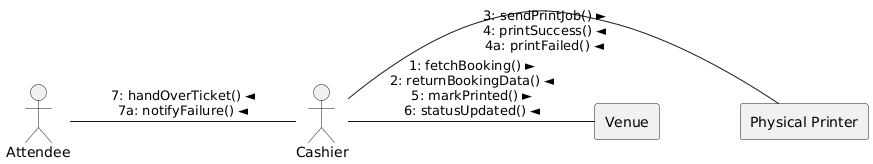 3: sendPrintJob() ►
4: printSuccess() ◄
4a: printFailed() ◄
1: fetchBooking() ►
2: returnBookingData() ◄
5: markPrinted() ►
6: statusUpdated() ◄
7: handOverTicket() ◄
7a: notifyFailure() ◄
Attendee
Cashier
Venue
Physical Printer